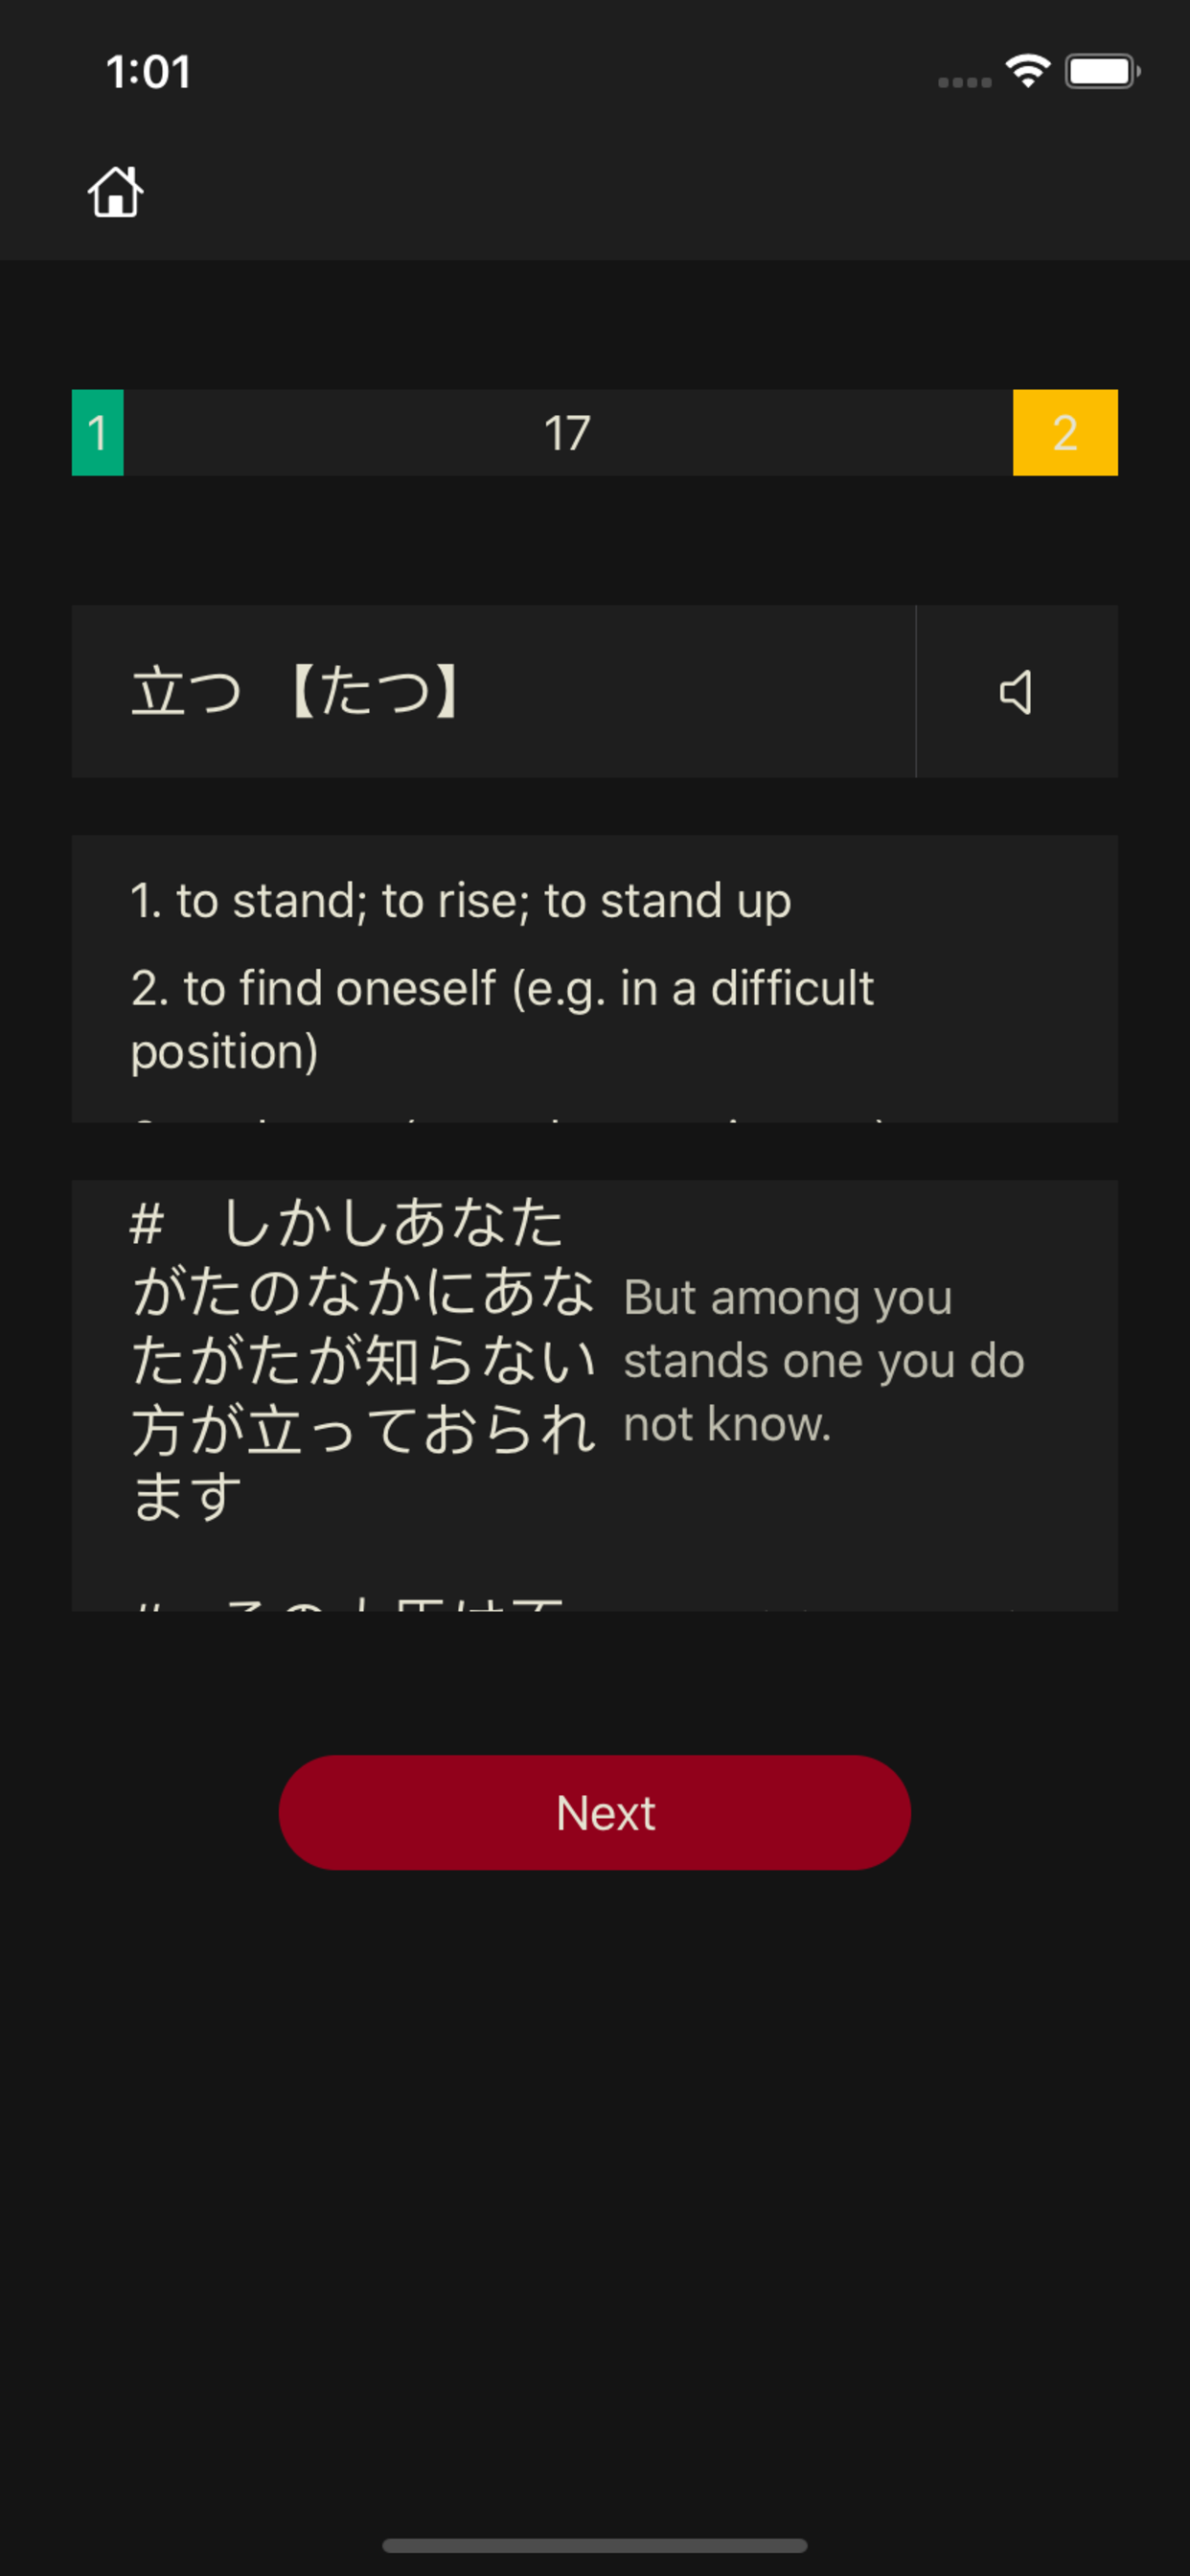 1:01
1 17 2
立つ 【たつ】
1. to stand; to rise; to stand up
2. to find oneself (e.g. in a difficult
position)
#　しかしあなた
がたのなかにあな
たがたが知らない
方が立っておられ
ます
But among you
stands one you do
not know.
Next